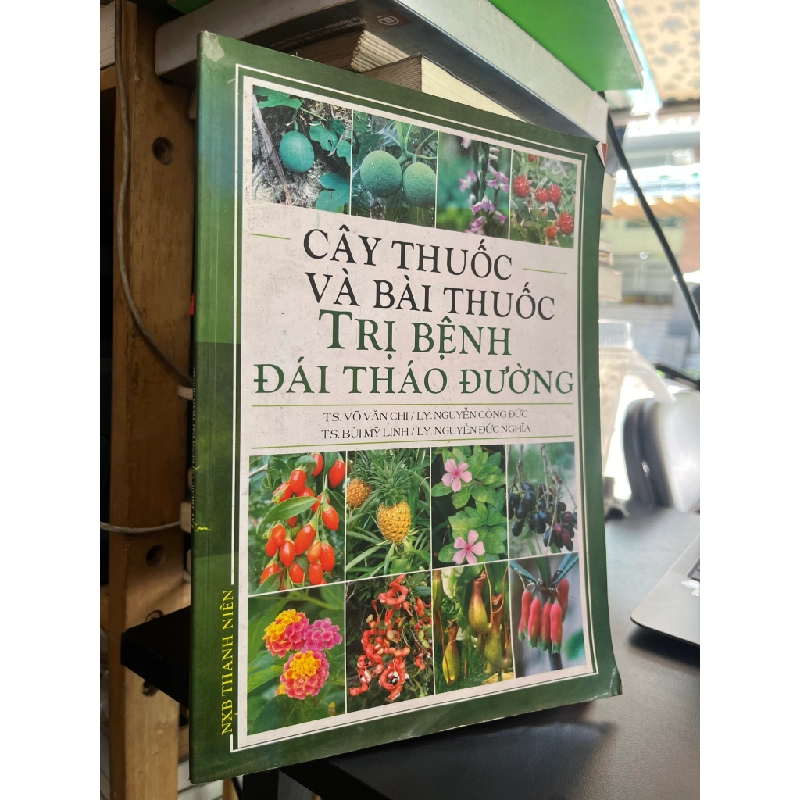 CÂY THUỐC
VÀ BÀI THUỐC
TRỊ BỆNH
ĐÁI THÁO ĐƯỜNG
TS. VÕ VĂN CHI / LY. NGUYỄN CÔNG ĐỨC
TS. BÙI MỸ LINH / LY. NGUYỄN ĐỨC NGHĨA
NXB THANH NIÊN